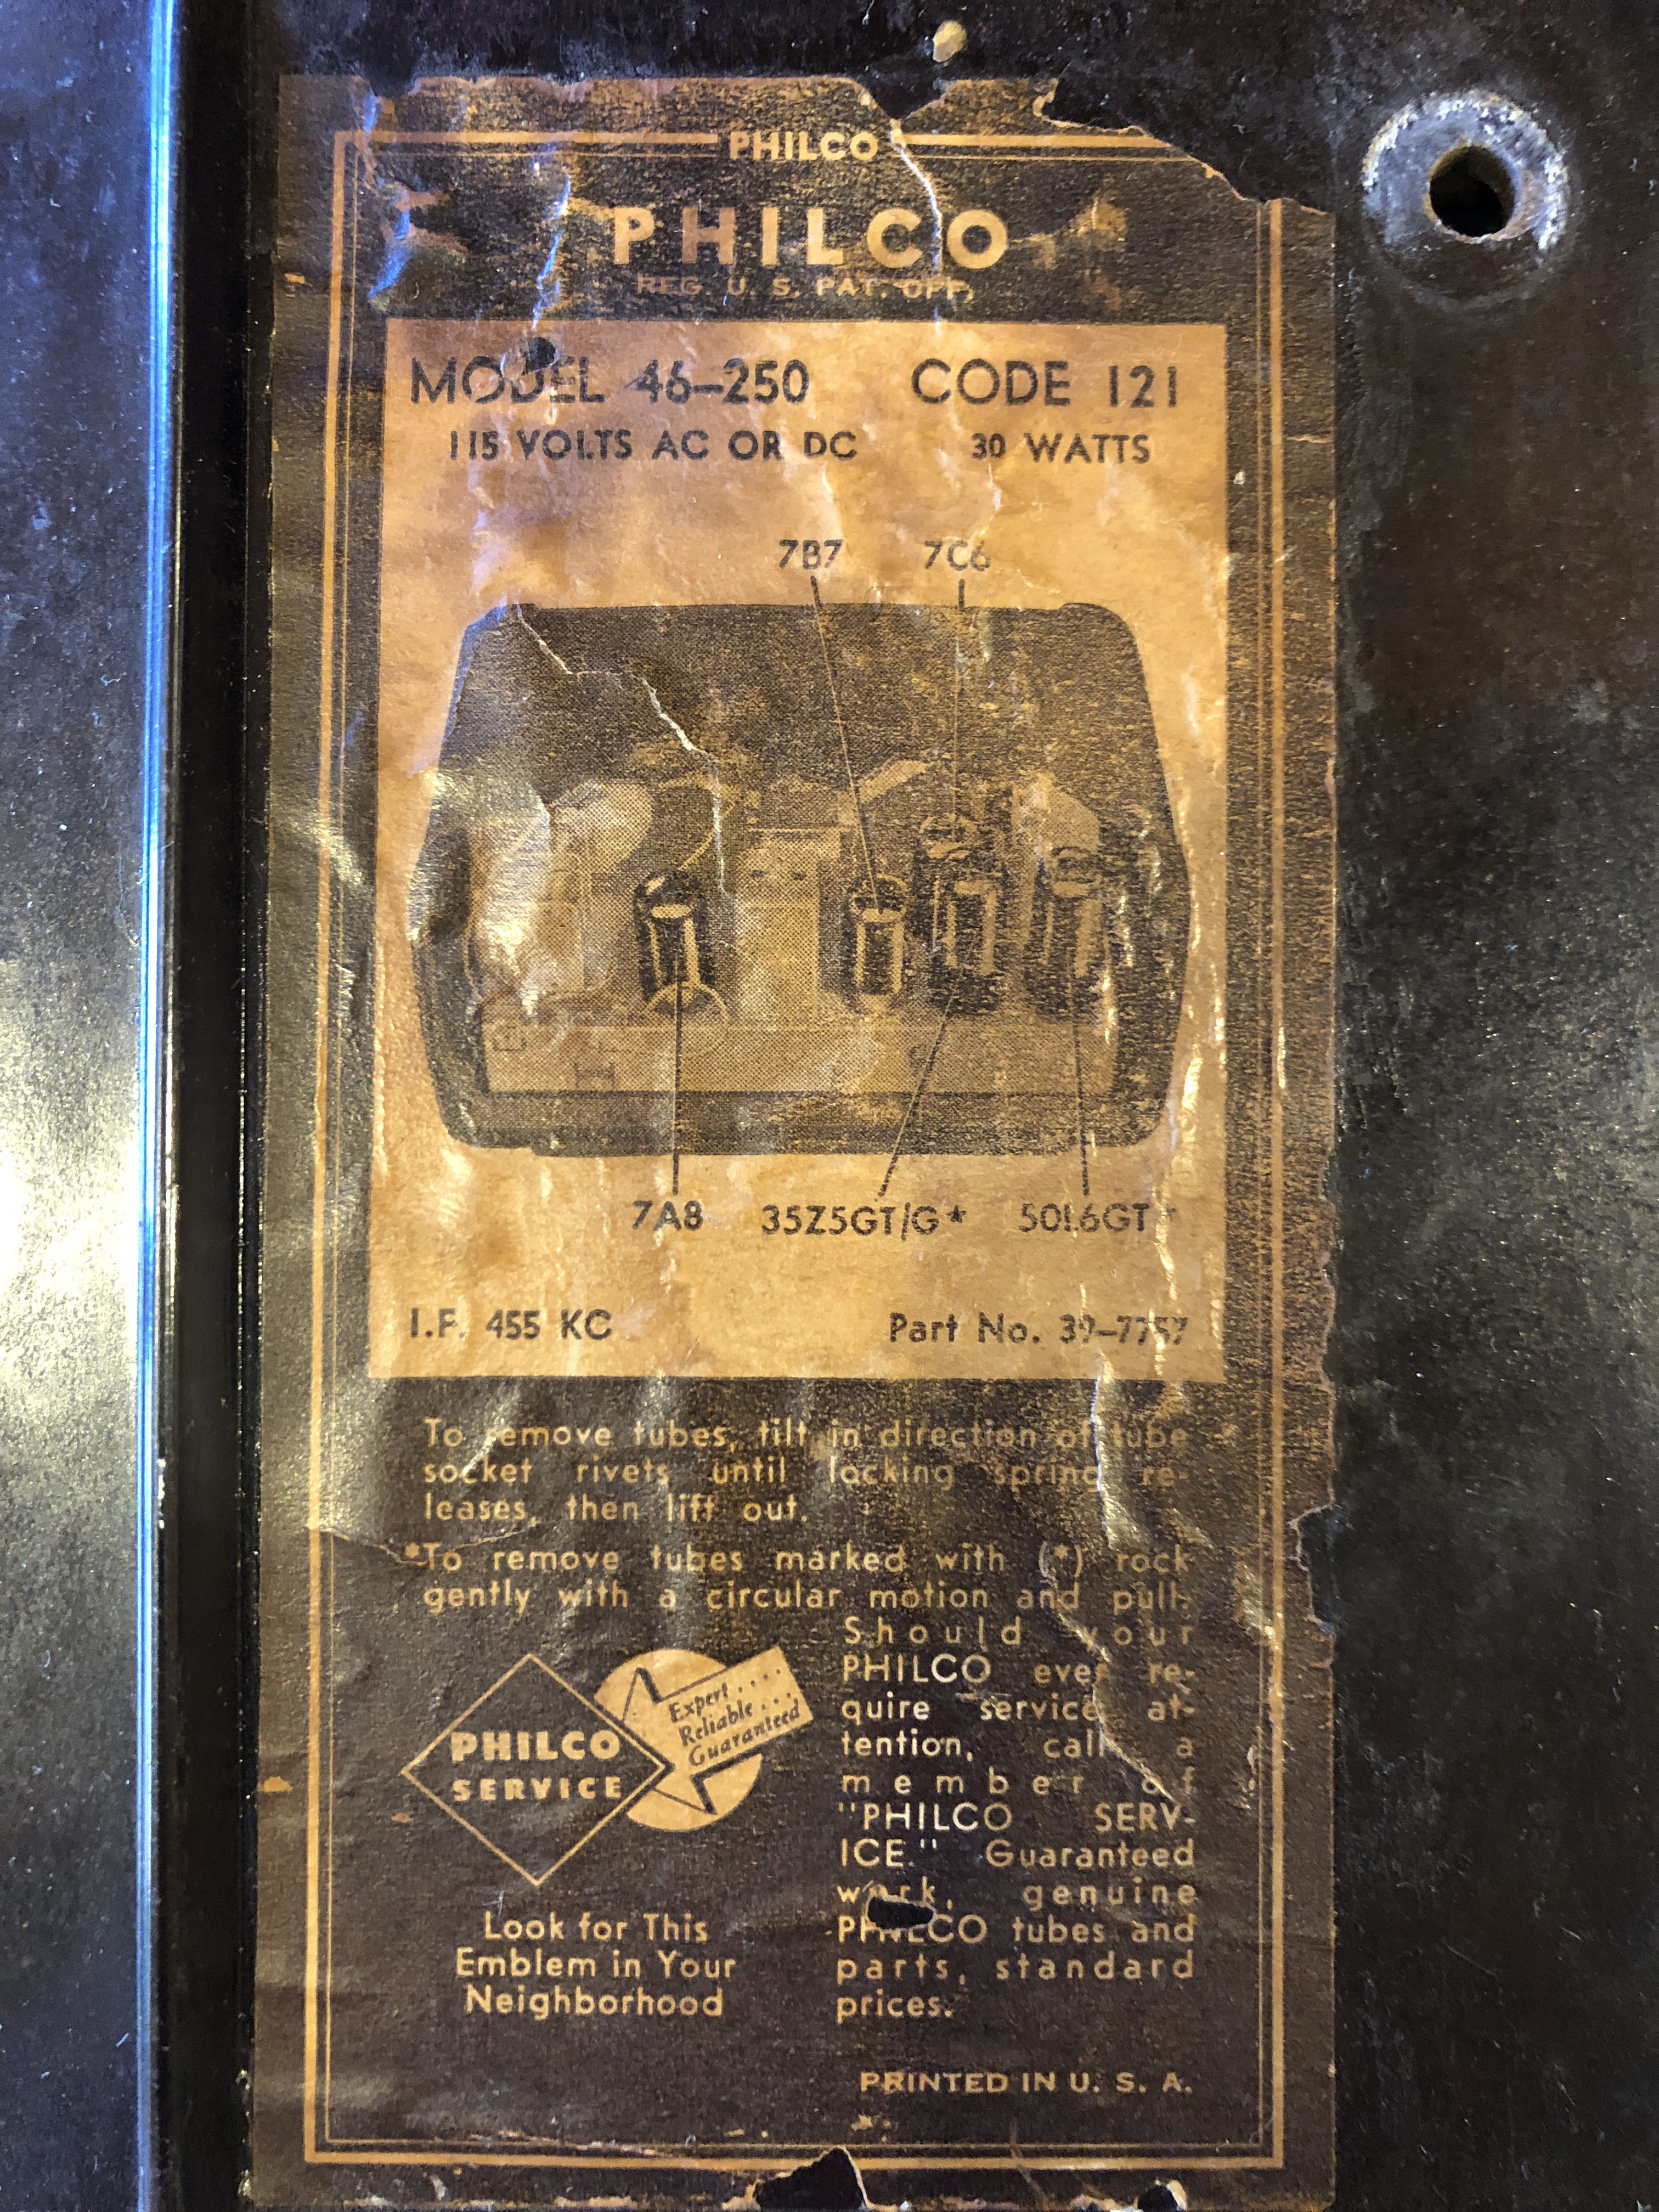 PHILCO
PHILCO
REG. U. S. PAT. OFF.
MODEL 46-250 CODE 121
115 VOLTS AC OR DC 30 WATTS
7B7 7C6
7A8 35Z5GT/G* 50L6GT*
I.F. 455 KC Part No. 39-7757
To remove tubes, tilt in direction of tube
socket rivets until locking spring re-
leases, then lift out.
*To remove tubes marked with (*) rock
gently with a circular motion and pull.
Should your
PHILCO ever re-
quire service at-
tention, call a
member of
"PHILCO SERV-
ICE." Guaranteed
work, genuine
PHILCO tubes and
parts, standard
prices.
Expert....
Reliable...
Guaranteed
PHILCO
SERVICE
Look for This
Emblem in Your
Neighborhood
PRINTED IN U. S. A.